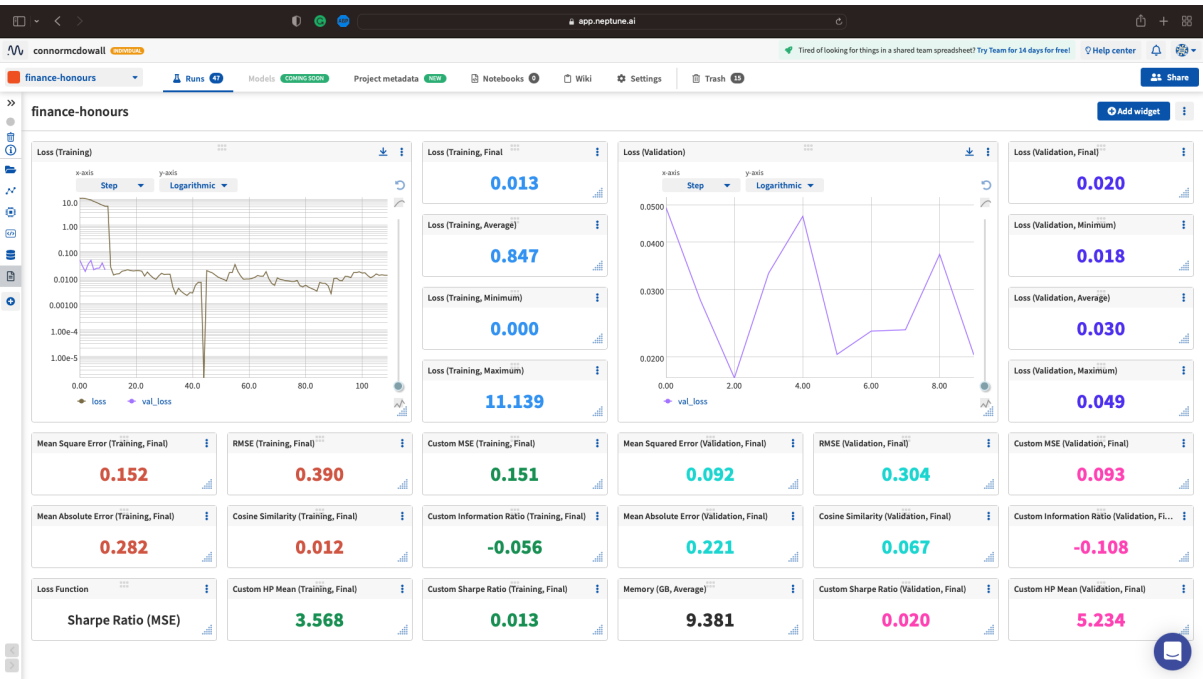 app.neptune.ai
connormcdowall INDIVIDUAL
Tired of looking for things in a shared team spreadsheet? Try Team for 14 days for free!
Help center
finance-honours
Runs 47
Models COMING SOON
Project metadata NEW
Notebooks 0
Wiki
Settings
Trash 15
Share
finance-honours
Add widget
Loss (Training)
x-axis
y-axis
Step
Logarithmic
10.0
1.00
0.100
0.0100
0.00100
1.00e-4
1.00e-5
0.00 20.0 40.0 60.0 80.0 100
loss val_loss
Loss (Training, Final
0.013
Loss (Training, Average)
0.847
Loss (Training, Minimum)
0.000
Loss (Training, Maximum)
11.139
Loss (Validation)
x-axis
y-axis
Step
Logarithmic
0.0500
0.0400
0.0300
0.0200
0.00 2.00 4.00 6.00 8.00
val_loss
Loss (Validation, Final)
0.020
Loss (Validation, Minimum)
0.018
Loss (Validation, Average)
0.030
Loss (Validation, Maximum)
0.049
Mean Square Error (Training, Final)
0.152
RMSE (Training, Final)
0.390
Custom MSE (Training, Final)
0.151
Mean Squared Error (Validation, Final)
0.092
RMSE (Validation, Final)
0.304
Custom MSE (Validation, Final)
0.093
Mean Absolute Error (Training, Final)
0.282
Cosine Similarity (Training, Final)
0.012
Custom Information Ratio (Training, Final)
-0.056
Mean Absolute Error (Validation, Final)
0.221
Cosine Similarity (Validation, Final)
0.067
Custom Information Ratio (Validation, Fi...
-0.108
Loss Function
Sharpe Ratio (MSE)
Custom HP Mean (Training, Final)
3.568
Custom Sharpe Ratio (Training, Final)
0.013
Memory (GB, Average)
9.381
Custom Sharpe Ratio (Validation, Final)
0.020
Custom HP Mean (Validation, Final)
5.234